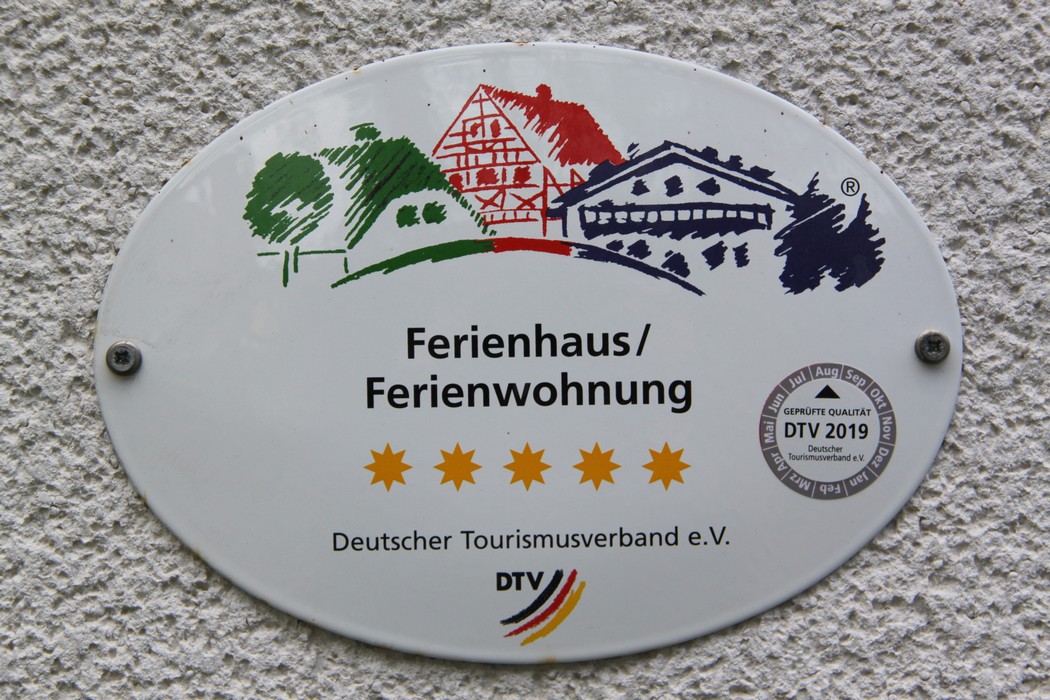 ®
Ferienhaus/
Ferienwohnung
Jan Feb Mrz Apr Mai Jun Jul Aug Sep Okt Nov Dez
GEPRÜFTE QUALITÄT
DTV 2019
Deutscher
Tourismusverband e.V.
Deutscher Tourismusverband e.V.
DTV